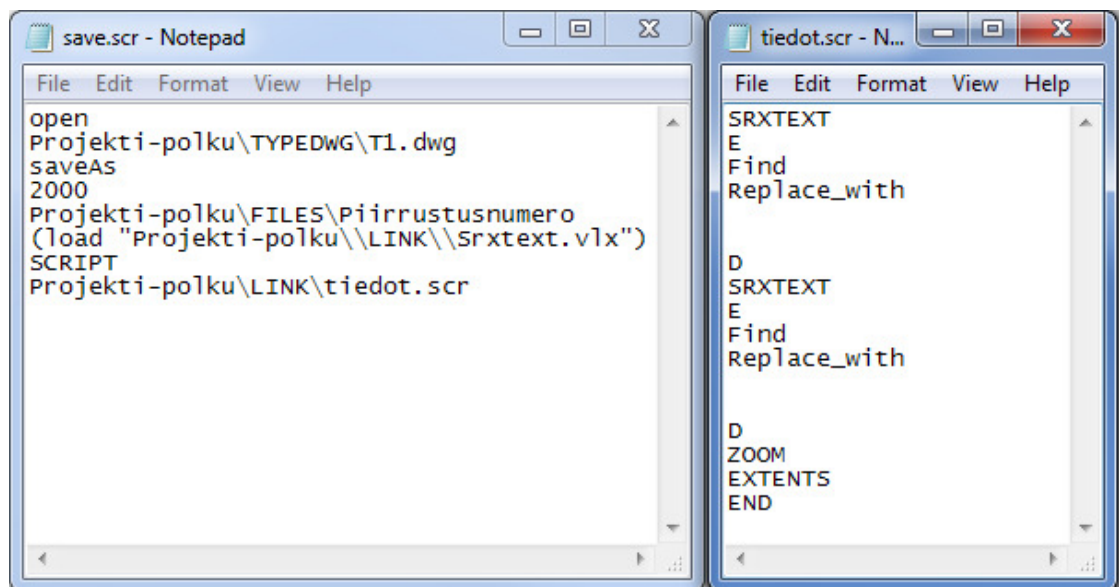 save.scr - Notepad
File Edit Format View Help
open
Projekti-polku\TYPEDWG\T1.dwg
saveAs
2000
Projekti-polku\FILES\Piirrustusnumero
(load "Projekti-polku\\LINK\\Srxtext.vlx")
SCRIPT
Projekti-polku\LINK\tiedot.scr
tiedot.scr - N...
File Edit Format View Help
SRXTEXT
E
Find
Replace_with
D
SRXTEXT
E
Find
Replace_with
D
ZOOM
EXTENTS
END